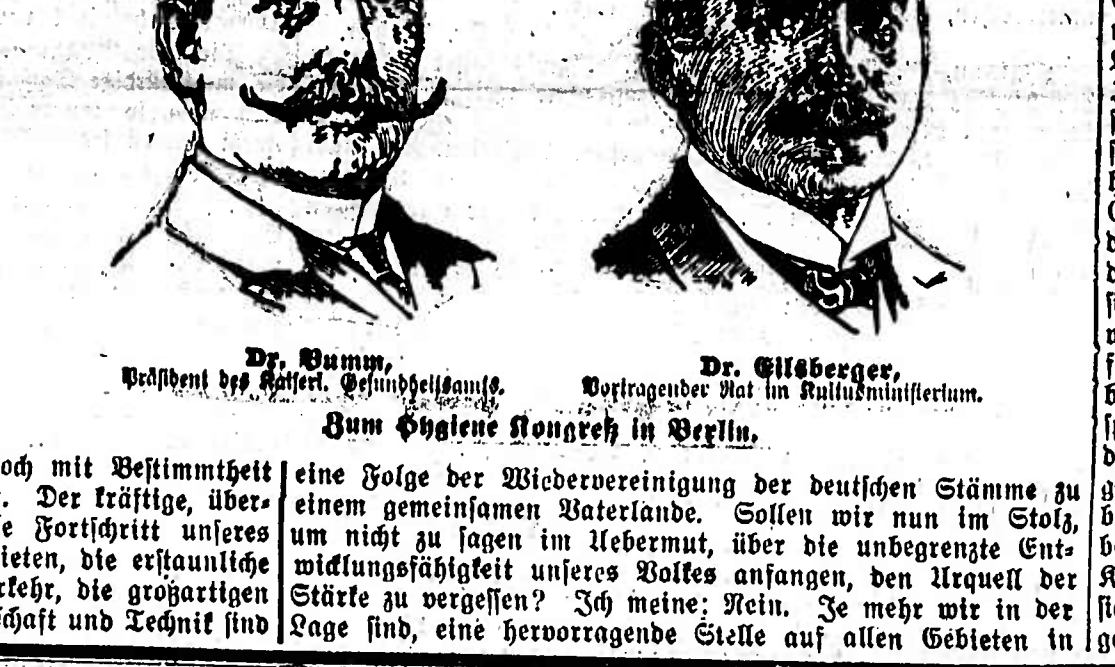 Dr. Bumm,
Präsident des Kaiserl. Gesundheitsamts.
Dr. Eilsberger,
Vortragender Rat im Kultusministerium.
Zum Hygiene Kongreß in Berlin.
och mit Bestimmtheit
. Der kräftige, über-
e Fortschritt unseres
ieten, die erstaunliche
rkehr, die großartigen
schaft und Technik sind
eine Folge der Wiedervereinigung der deutschen Stämme zu
einem gemeinsamen Vaterlande. Sollen wir nun im Stolz,
um nicht zu sagen im Uebermut, über die unbegrenzte Ent-
wicklungsfähigkeit unseres Volkes anfangen, den Urquell der
Stärke zu vergessen? Ich meine: Nein. Je mehr wir in der
Lage sind, eine hervorragende Stelle auf allen Gebieten in